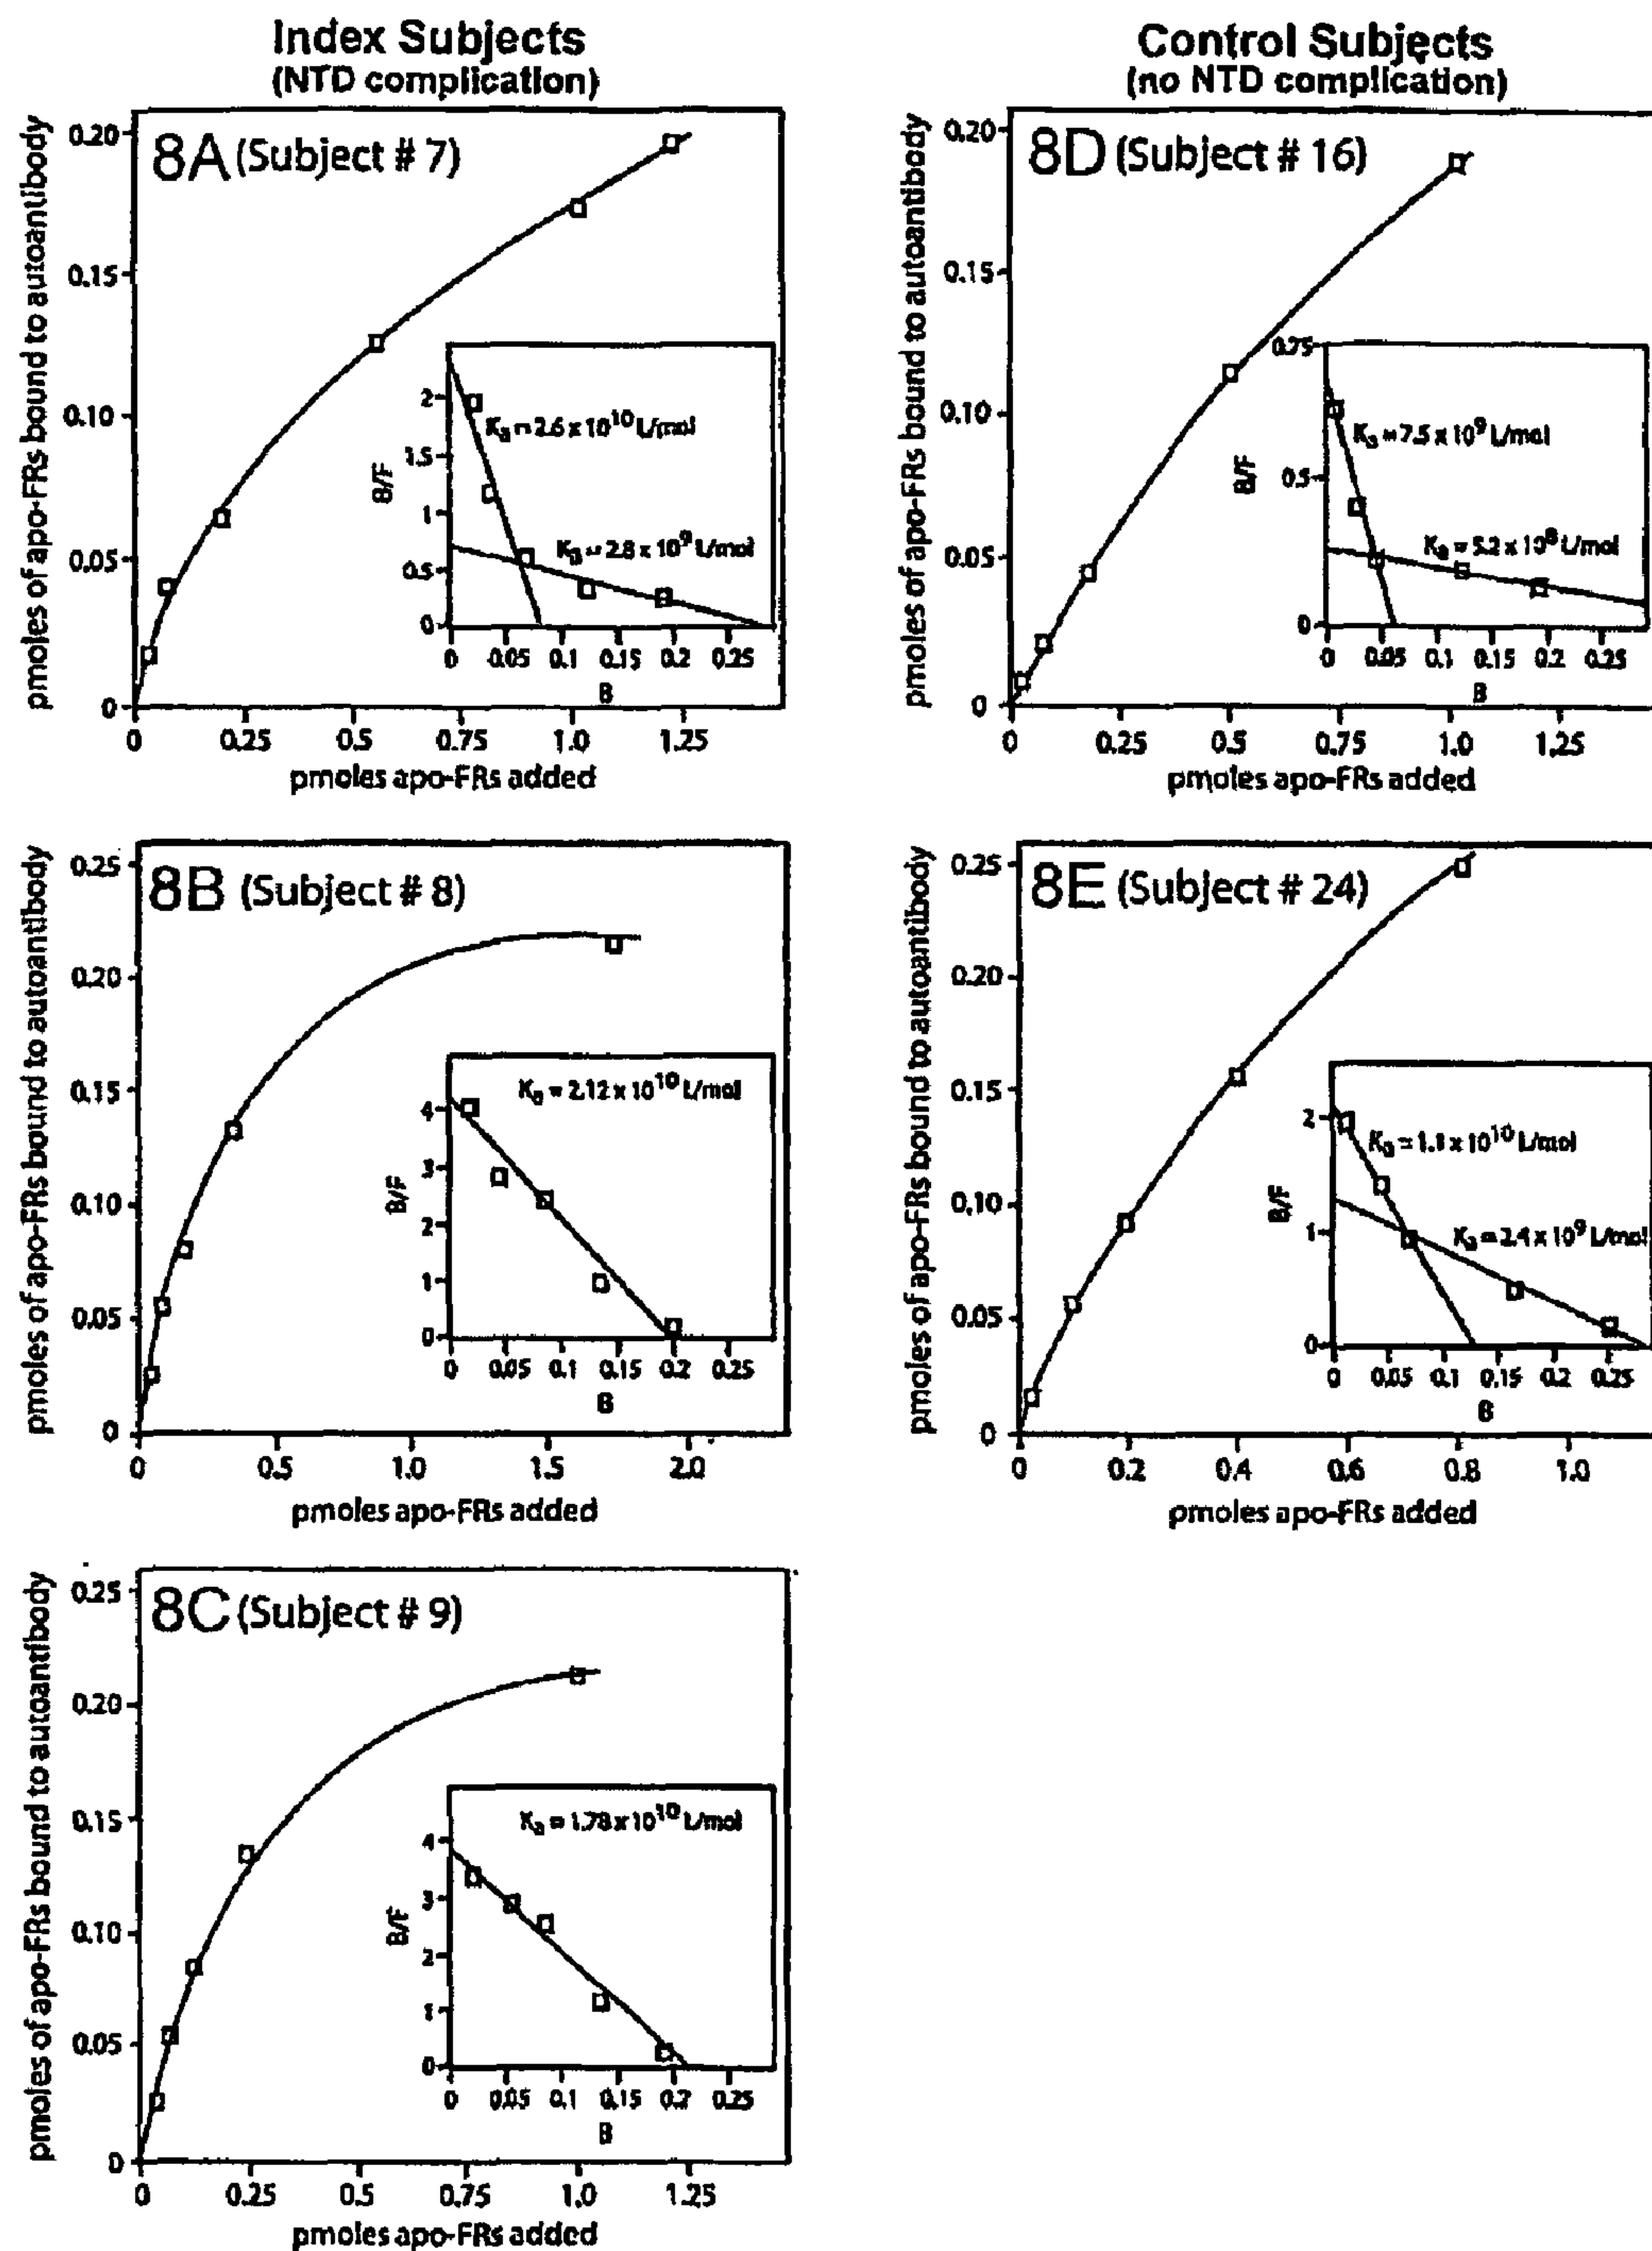 Index Subjects
(NTD complication)
Control Subjects
(no NTD complication)
8A (Subject # 7)
pmoles of apo-FRs bound to autoantibody
0.20
0.15
0.10
0.05
0
0 0.25 0.5 0.75 1.0 1.25
pmoles apo-FRs added
Ka = 2.6 x 10^10 L/mol
Ka = 2.8 x 10^9 L/mol
B/F
2
1.5
1
0.5
0
0 0.05 0.1 0.15 0.2 0.25
B
8D (Subject # 16)
pmoles of apo-FRs bound to autoantibody
0.20
0.15
0.10
0.05
0
0 0.25 0.5 0.75 1.0 1.25
pmoles apo-FRs added
Ka = 7.5 x 10^9 L/mol
Ka = 5.2 x 10^8 L/mol
B/F
0.75
0.5
0
0 0.05 0.1 0.15 0.2 0.25
B
8B (Subject # 8)
pmoles of apo-FRs bound to autoantibody
0.25
0.20
0.15
0.10
0.05
0
0 0.5 1.0 1.5 2.0
pmoles apo-FRs added
Ka = 2.12 x 10^10 L/mol
B/F
4
3
2
1
0
0 0.05 0.1 0.15 0.2 0.25
B
8E (Subject # 24)
pmoles of apo-FRs bound to autoantibody
0.25
0.20
0.15
0.10
0.05
0
0 0.2 0.4 0.6 0.8 1.0
pmoles apo-FRs added
Ka = 1.1 x 10^10 L/mol
Ka = 2.4 x 10^9 L/mol
B/F
2
1
0
0 0.05 0.1 0.15 0.2 0.25
B
8C (Subject # 9)
pmoles of apo-FRs bound to autoantibody
0.25
0.20
0.15
0.10
0.05
0
0 0.25 0.5 0.75 1.0 1.25
pmoles apo-FRs added
Ka = 1.78 x 10^10 L/mol
B/F
4
3
2
1
0
0 0.05 0.1 0.15 0.2 0.25
B